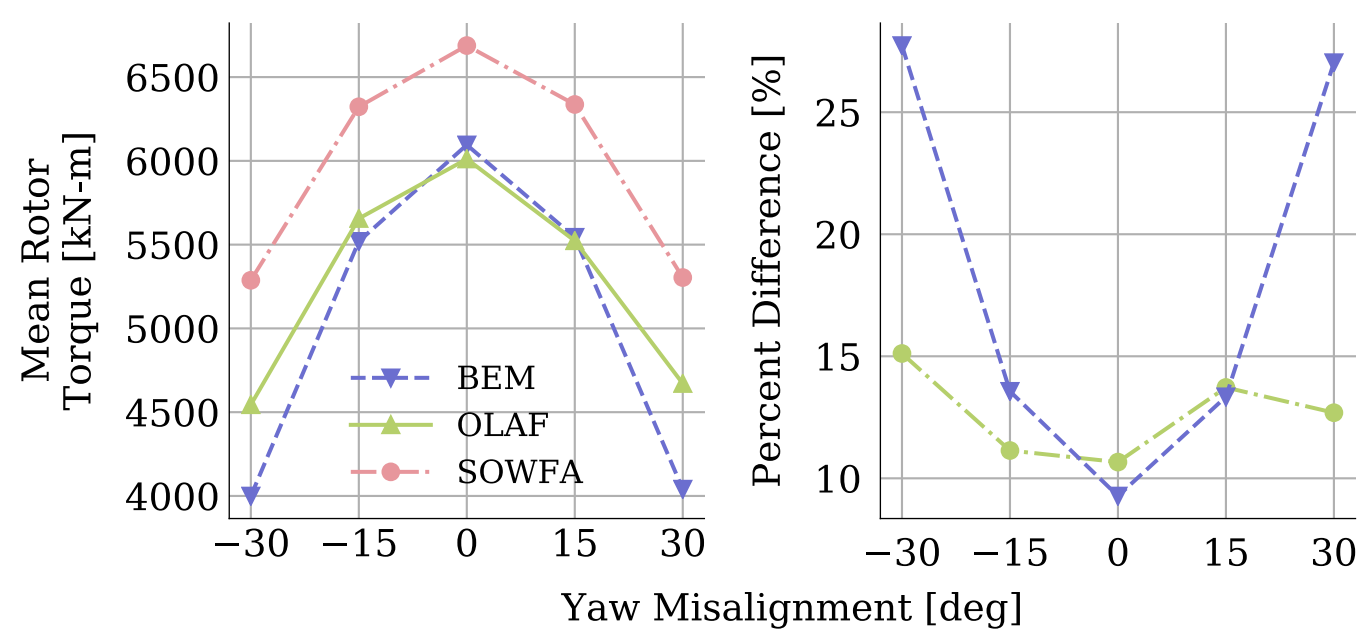 Mean Rotor
Torque [kN-m]
6500
6000
5500
5000
4500
4000
BEM
OLAF
SOWFA
−30 −15 0 15 30
Percent Difference [%]
25
20
15
10
−30 −15 0 15 30
Yaw Misalignment [deg]